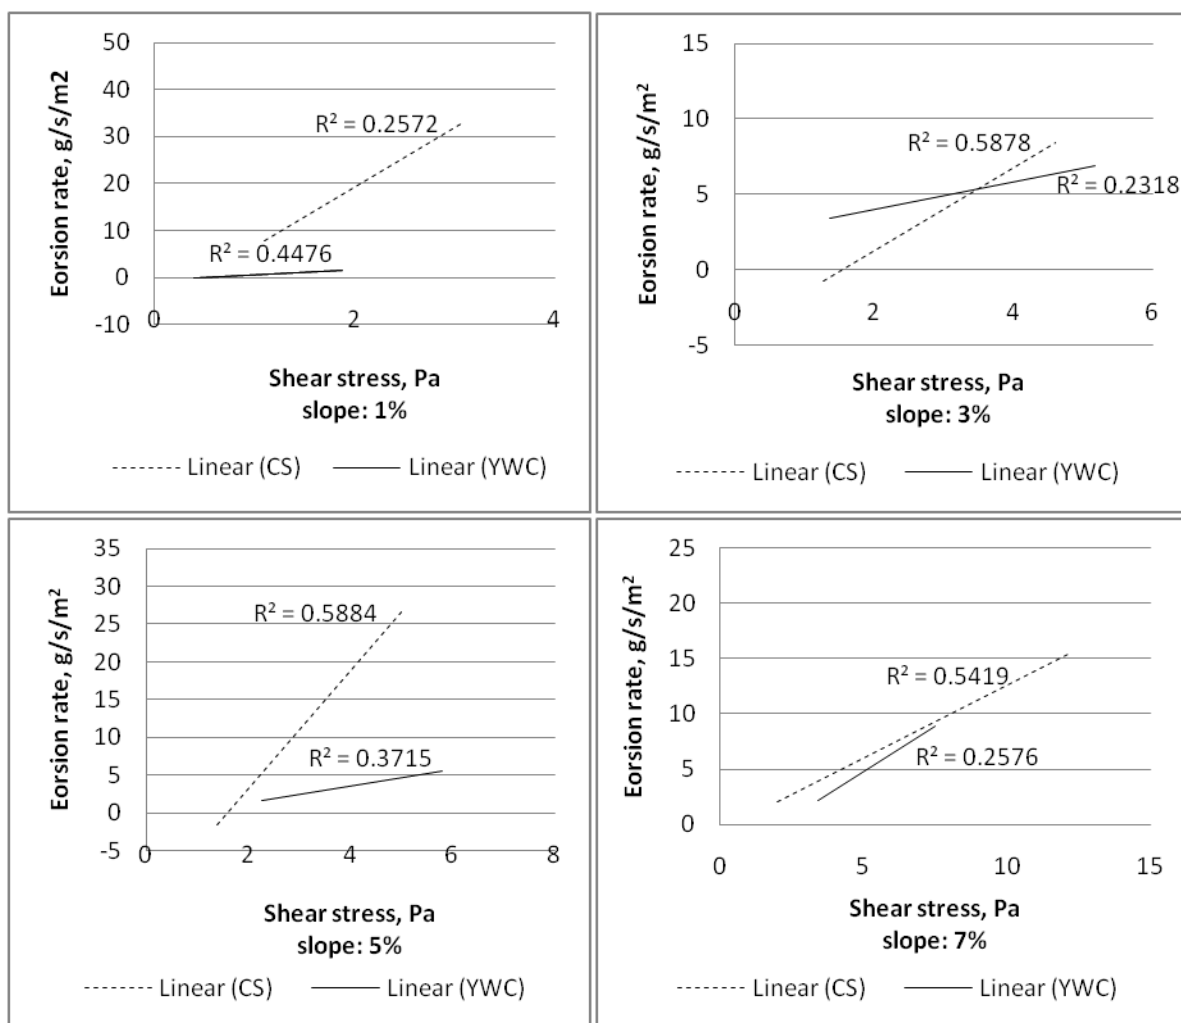 50
40
30
20
10
0
-10
0
2
4
Eorsion rate, g/s/m2
R² = 0.2572
R² = 0.4476
Shear stress, Pa
slope: 1%
Linear (CS)
Linear (YWC)
15
10
5
0
-5
0
2
4
6
Eorsion rate, g/s/m²
R² = 0.5878
R² = 0.2318
Shear stress, Pa
slope: 3%
Linear (CS)
Linear (YWC)
35
30
25
20
15
10
5
0
-5
0
2
4
6
8
Eorsion rate, g/s/m²
R² = 0.5884
R² = 0.3715
Shear stress, Pa
slope: 5%
Linear (CS)
Linear (YWC)
25
20
15
10
5
0
0
5
10
15
Eorsion rate, g/s/m²
R² = 0.5419
R² = 0.2576
Shear stress, Pa
slope: 7%
Linear (CS)
Linear (YWC)